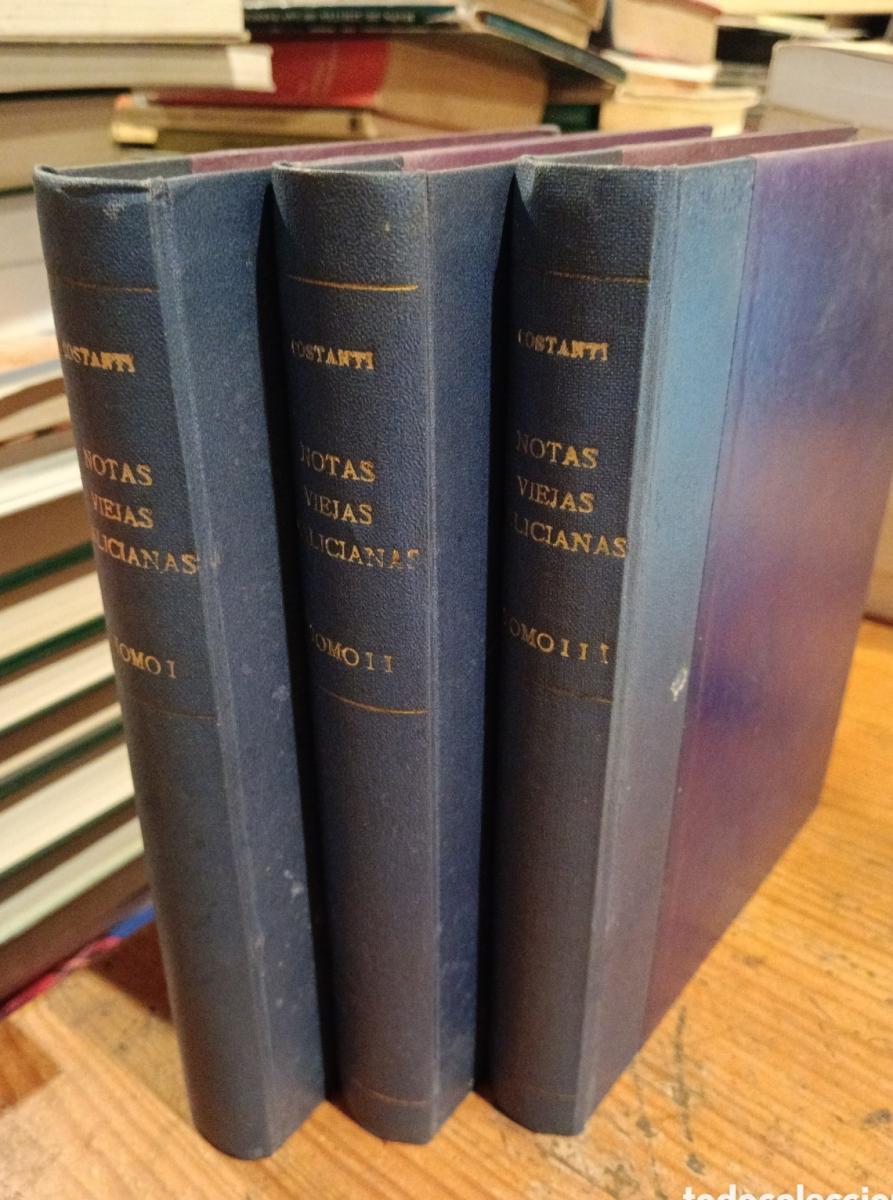 COSTANTI
NOTAS
VIEJAS
LICIANAS
TOMO I
COSTANTI
NOTAS
VIEJAS
LICIANAS
TOMO II
COSTANTI
NOTAS
VIEJAS
LICIANAS
TOMO III